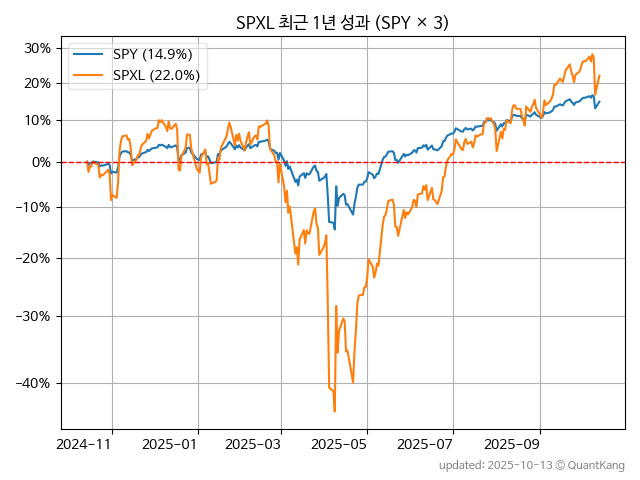 SPXL 최근 1년 성과 (SPY × 3)
SPY (14.9%)
SPXL (22.0%)
30%
20%
10%
0%
−10%
−20%
−30%
−40%
2024-11 2025-01 2025-03 2025-05 2025-07 2025-09
updated: 2025-10-13 © QuantKang